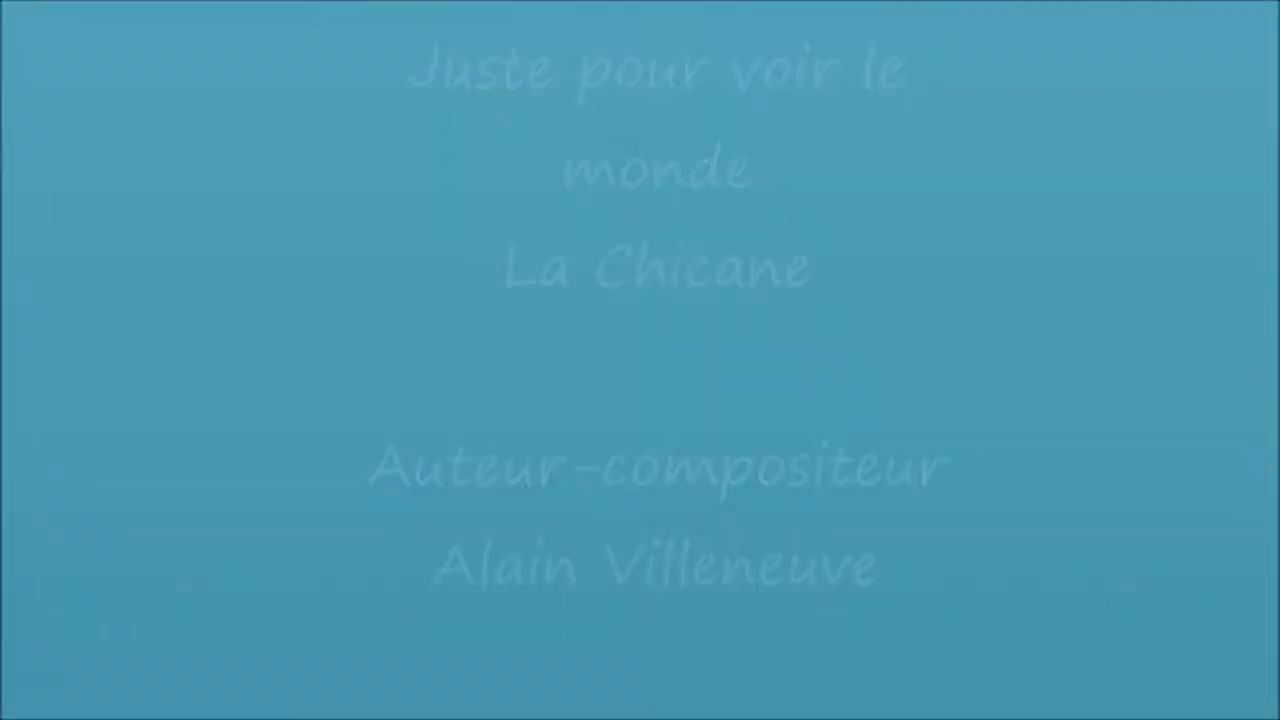 Juste pour voir le
monde
La Chicane
Auteur-compositeur
Alain Villeneuve